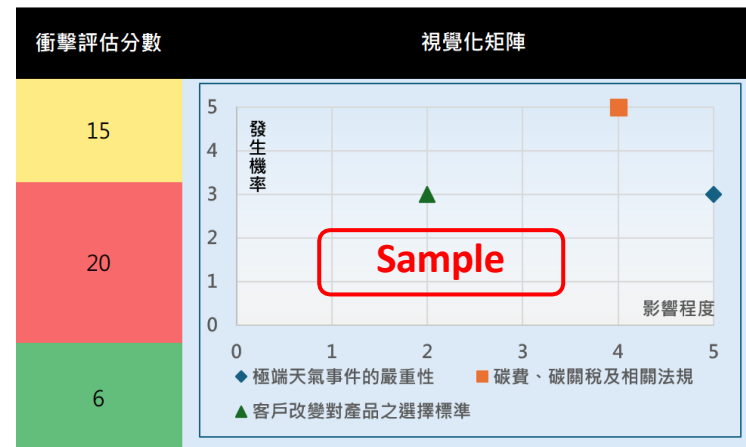 衝擊評估分數 視覺化矩陣
15
20
6
發生機率
5
4
3
2
1
0
Sample
影響程度
0 1 2 3 4 5
極端天氣事件的嚴重性 碳費、碳關稅及相關法規
客戶改變對產品之選擇標準